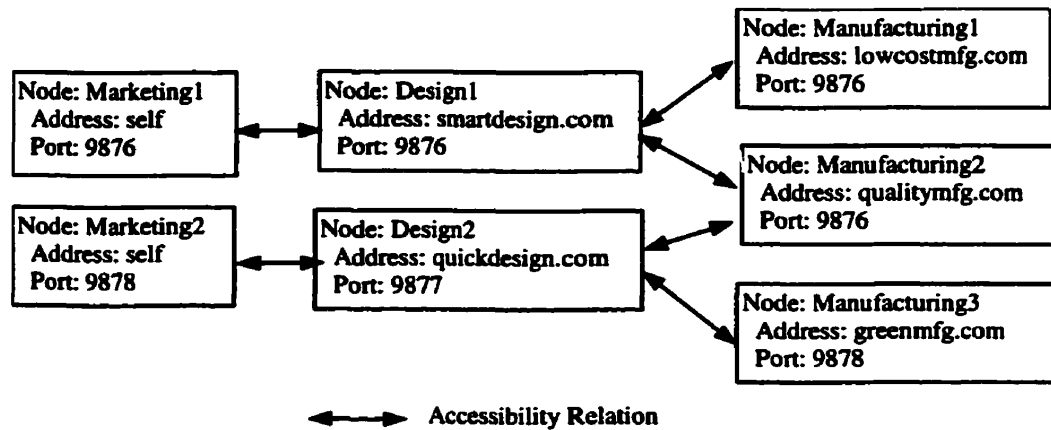 Node: Marketing1
Address: self
Port: 9876
Node: Marketing2
Address: self
Port: 9878
Node: Design1
Address: smartdesign.com
Port: 9876
Node: Design2
Address: quickdesign.com
Port: 9877
Node: Manufacturing1
Address: lowcostmfg.com
Port: 9876
Node: Manufacturing2
Address: qualitymfg.com
Port: 9876
Node: Manufacturing3
Address: greenmfg.com
Port: 9878
Accessibility Relation